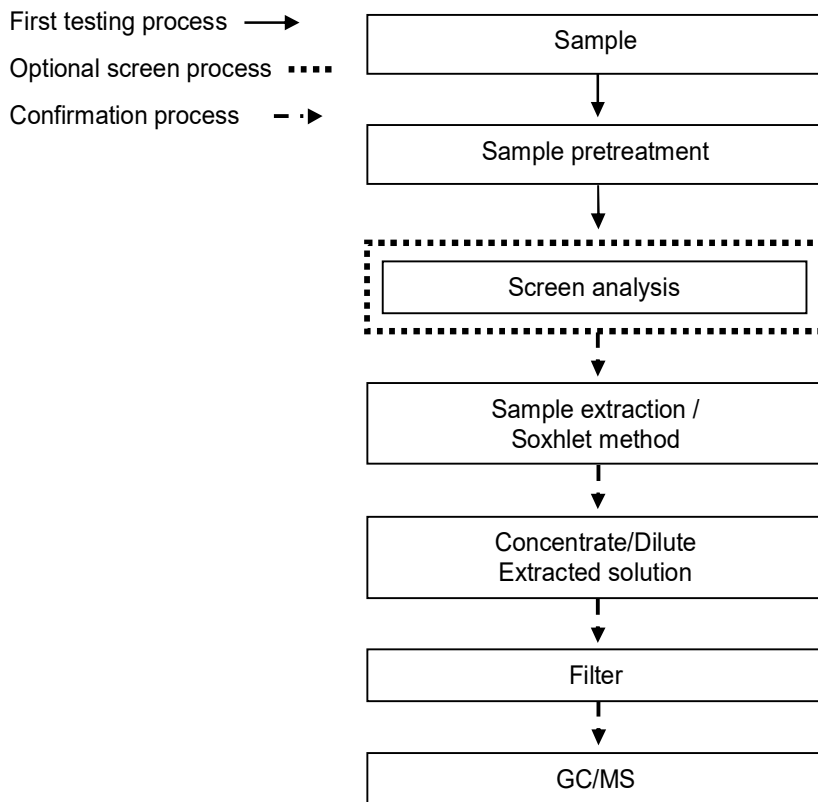 First testing process
Optional screen process
Confirmation process
Sample
Sample pretreatment
Screen analysis
Sample extraction /
Soxhlet method
Concentrate/Dilute
Extracted solution
Filter
GC/MS